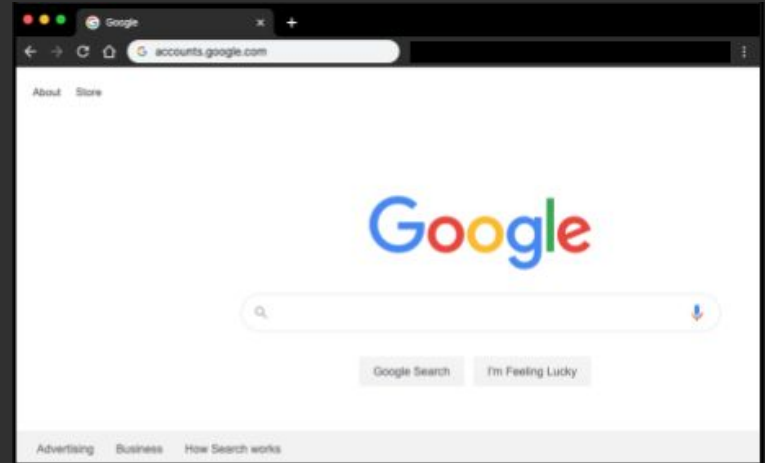 Google
accounts.google.com
About Store
Google
Google Search I'm Feeling Lucky
Advertising Business How Search works